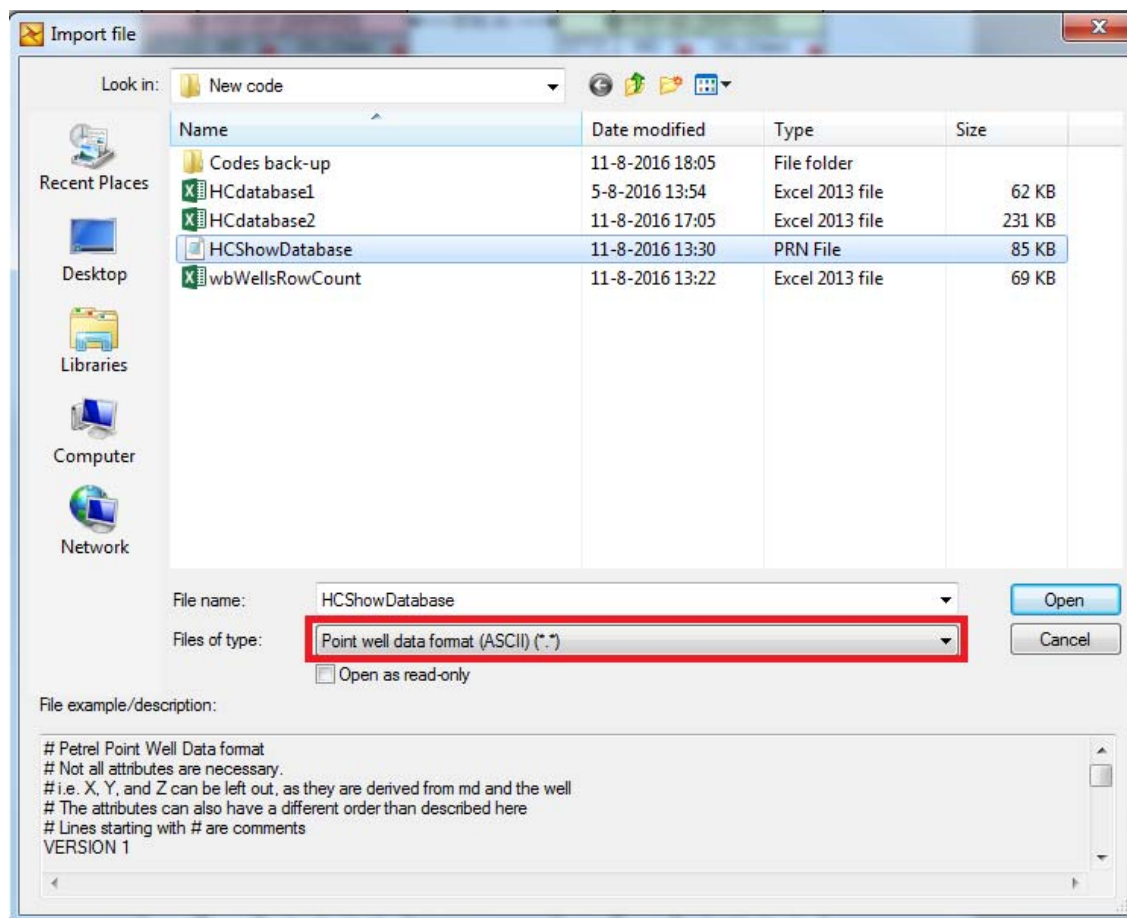 Import file
Look in: New code
Name Date modified Type Size
Codes back-up 11-8-2016 18:05 File folder
HCdatabase1 5-8-2016 13:54 Excel 2013 file 62 KB
HCdatabase2 11-8-2016 17:05 Excel 2013 file 231 KB
HCShowDatabase 11-8-2016 13:30 PRN File 85 KB
wbWellsRowCount 11-8-2016 13:22 Excel 2013 file 69 KB
Recent Places
Desktop
Libraries
Computer
Network
File name: HCShowDatabase Open
Files of type: Point well data format (ASCII) (*.*) Cancel
Open as read-only
File example/description:
# Petrel Point Well Data format
# Not all attributes are necessary.
# i.e. X, Y, and Z can be left out, as they are derived from md and the well
# The attributes can also have a different order than described here
# Lines starting with # are comments
VERSION 1